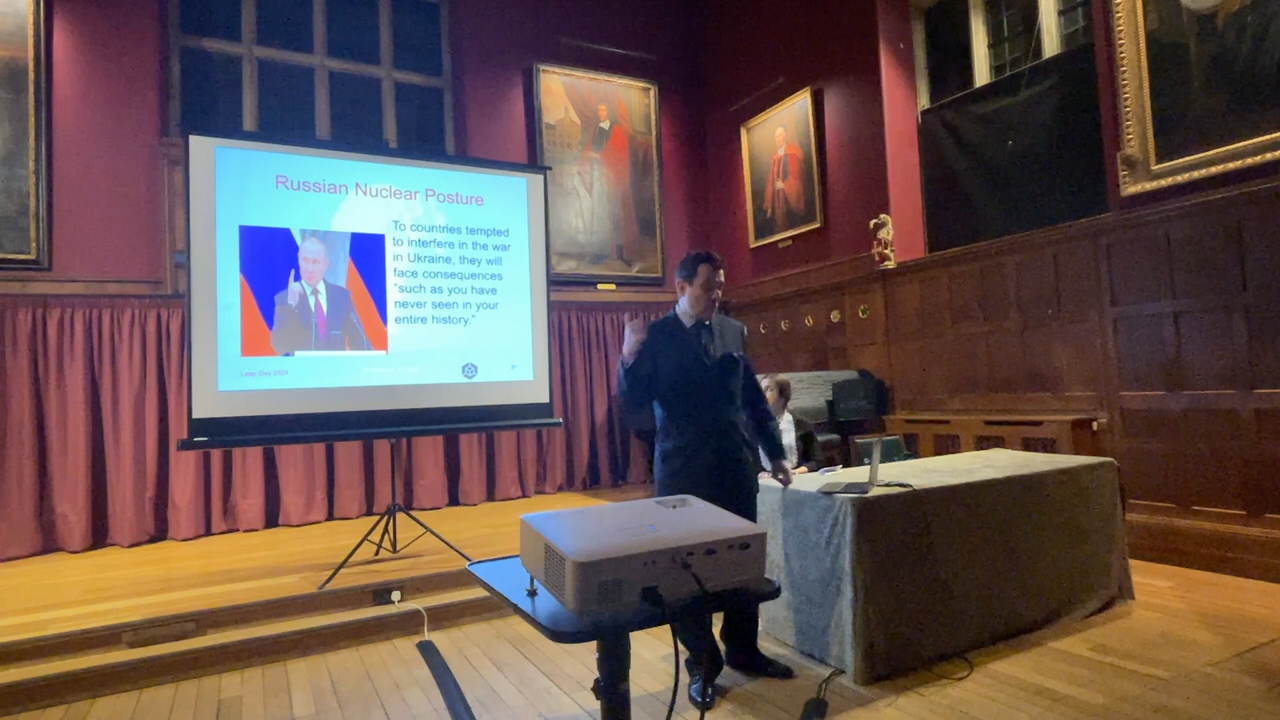 Russian Nuclear Posture
To countries tempted
to interfere in the war
in Ukraine, they will
face consequences
"such as you have
never seen in your
entire history."
Leap Day 2024